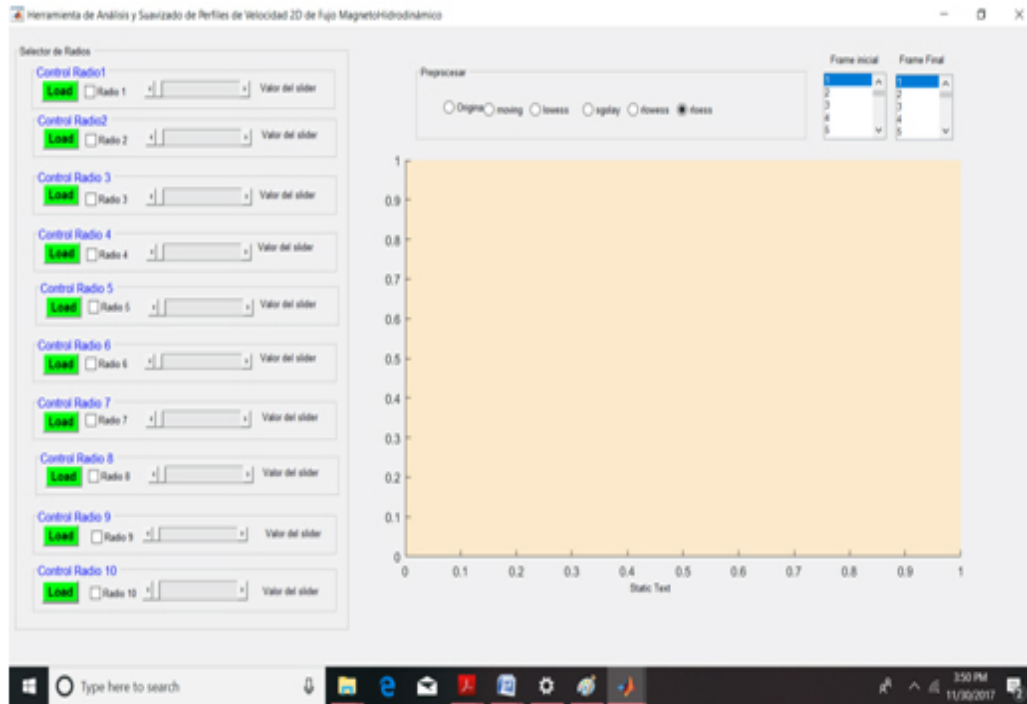 Herramienta de Análisis y Suavizado de Perfiles de Velocidad 2D de Fujo MagnetoHidrodinámico
Selector de Radios
Control Radio1
Load Radio 1 Valor del slider
Control Radio2
Load Radio 2 Valor del slider
Control Radio 3
Load Radio 3 Valor del slider
Control Radio 4
Load Radio 4 Valor del slider
Control Radio 5
Load Radio 5 Valor del slider
Control Radio 6
Load Radio 6 Valor del slider
Control Radio 7
Load Radio 7 Valor del slider
Control Radio 8
Load Radio 8 Valor del slider
Control Radio 9
Load Radio 9 Valor del slider
Control Radio 10
Load Radio 10 Valor del slider
Preprocesar
Origina moving lowess sgolay rlowess rloess
Frame inicial Frame Final
1 1
2 2
3 3
4 4
5 5
1
0.9
0.8
0.7
0.6
0.5
0.4
0.3
0.2
0.1
0
0 0.1 0.2 0.3 0.4 0.5 0.6 0.7 0.8 0.9 1
Static Text
Type here to search
3:50 PM
11/30/2017
2